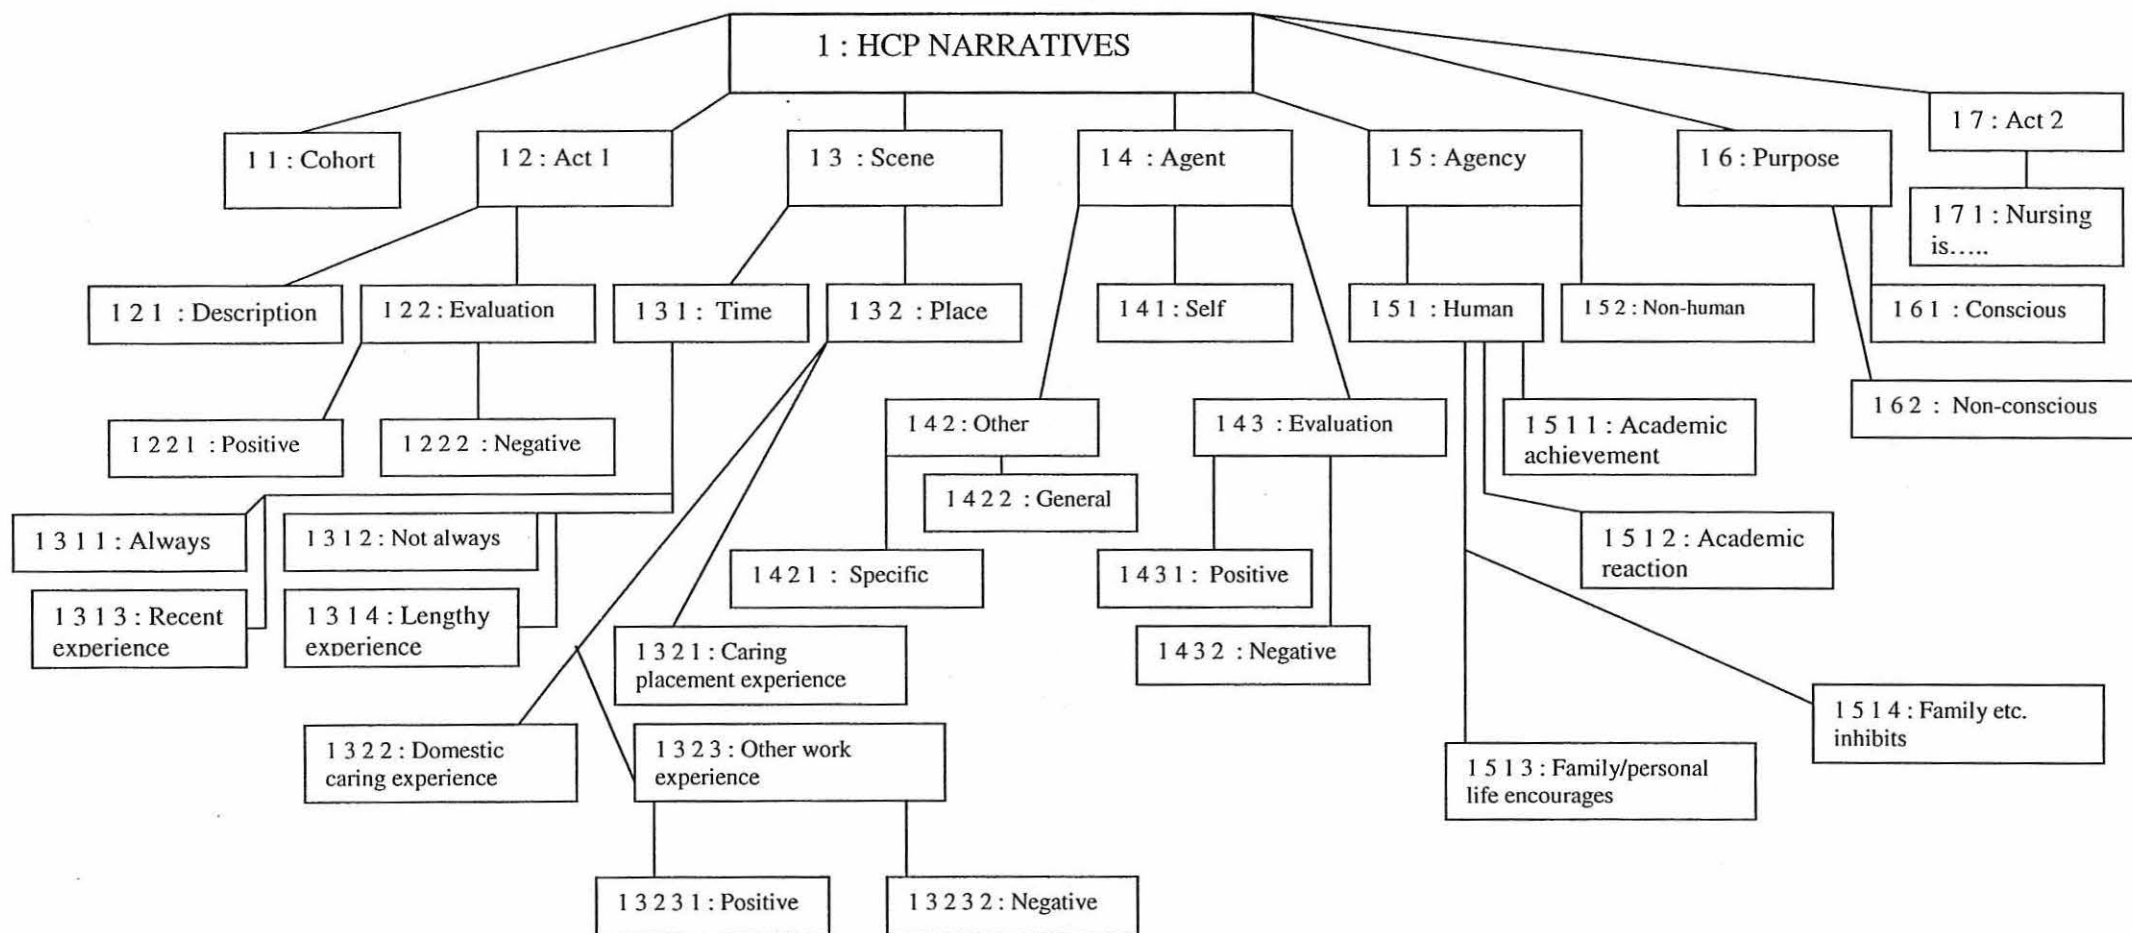 1 : HCP NARRATIVES
1 1 : Cohort
1 2 : Act 1
1 3 : Scene
1 4 : Agent
1 5 : Agency
1 6 : Purpose
1 7 : Act 2
1 7 1 : Nursing
is…..
1 2 1 : Description
1 2 2 : Evaluation
1 3 1 : Time
1 3 2 : Place
1 4 1 : Self
1 5 1 : Human
1 5 2 : Non-human
1 6 1 : Conscious
1 6 2 : Non-conscious
1 2 2 1 : Positive
1 2 2 2 : Negative
1 4 2 : Other
1 4 3 : Evaluation
1 5 1 1 : Academic
achievement
1 4 2 2 : General
1 3 1 1 : Always
1 3 1 2 : Not always
1 4 2 1 : Specific
1 4 3 1 : Positive
1 5 1 2 : Academic
reaction
1 3 1 3 : Recent
experience
1 3 1 4 : Lengthy
experience
1 3 2 1 : Caring
placement experience
1 4 3 2 : Negative
1 5 1 4 : Family etc.
inhibits
1 3 2 2 : Domestic
caring experience
1 3 2 3 : Other work
experience
1 5 1 3 : Family/personal
life encourages
1 3 2 3 1 : Positive
1 3 2 3 2 : Negative